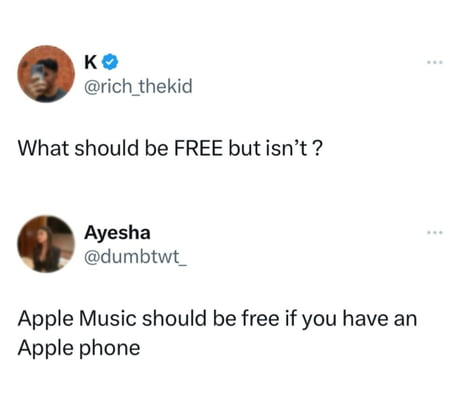 K
@rich_thekid
What should be FREE but isn't ?
Ayesha
@dumbtwt_
Apple Music should be free if you have an
Apple phone